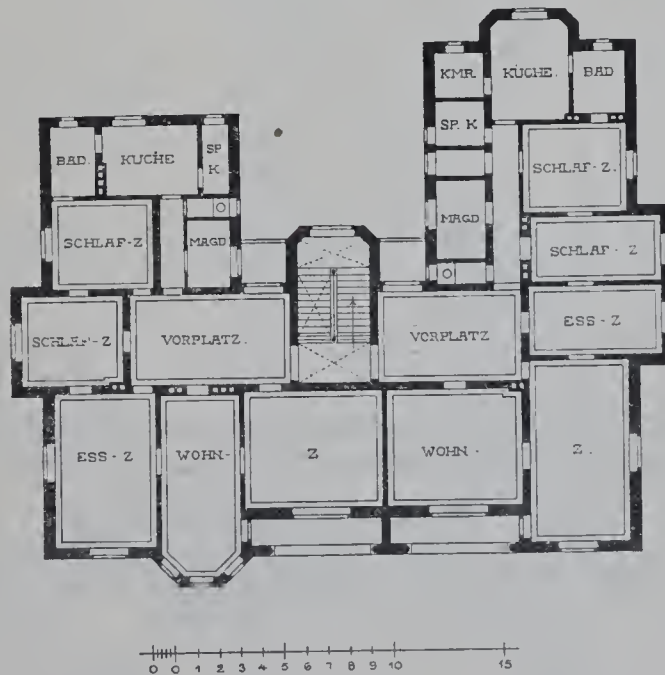 KMR.
KÜCHE.
BAD
SP. K
BAD.
KÜCHE
SP
K
SCHLAF-Z.
MAGD
SCHLAF-Z
MAGD
SCHLAF-Z
ESS-Z
SCHLAF-Z
VORPLATZ.
VORPLATZ
ESS-Z
WOHN-
Z
WOHN-
Z.
0 0 1 2 3 4 5 6 7 8 9 10 15